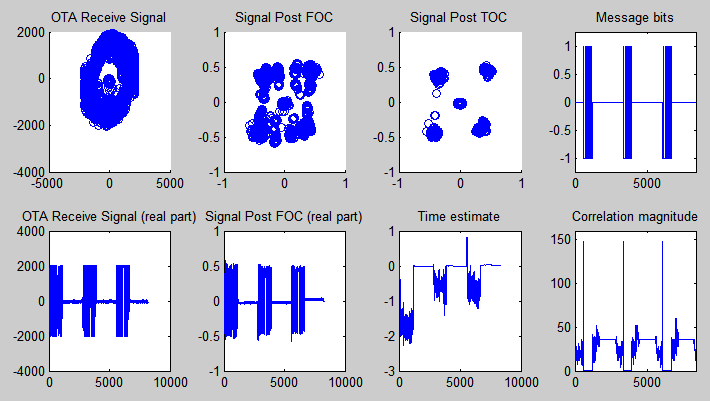 OTA Receive Signal
2000
0
-2000
-4000
-5000 0 5000
Signal Post FOC
1
0.5
0
-0.5
-1
-1 0 1
Signal Post TOC
1
0.5
0
-0.5
-1
-1 0 1
Message bits
1
0
-1
0 5000
OTA Receive Signal (real part)
4000
2000
0
-2000
-4000
0 5000 10000
Signal Post FOC (real part)
1
0.5
0
-0.5
-1
0 5000 10000
Time estimate
1
0
-1
-2
-3
0 5000 10000
Correlation magnitude
150
100
50
0
0 5000